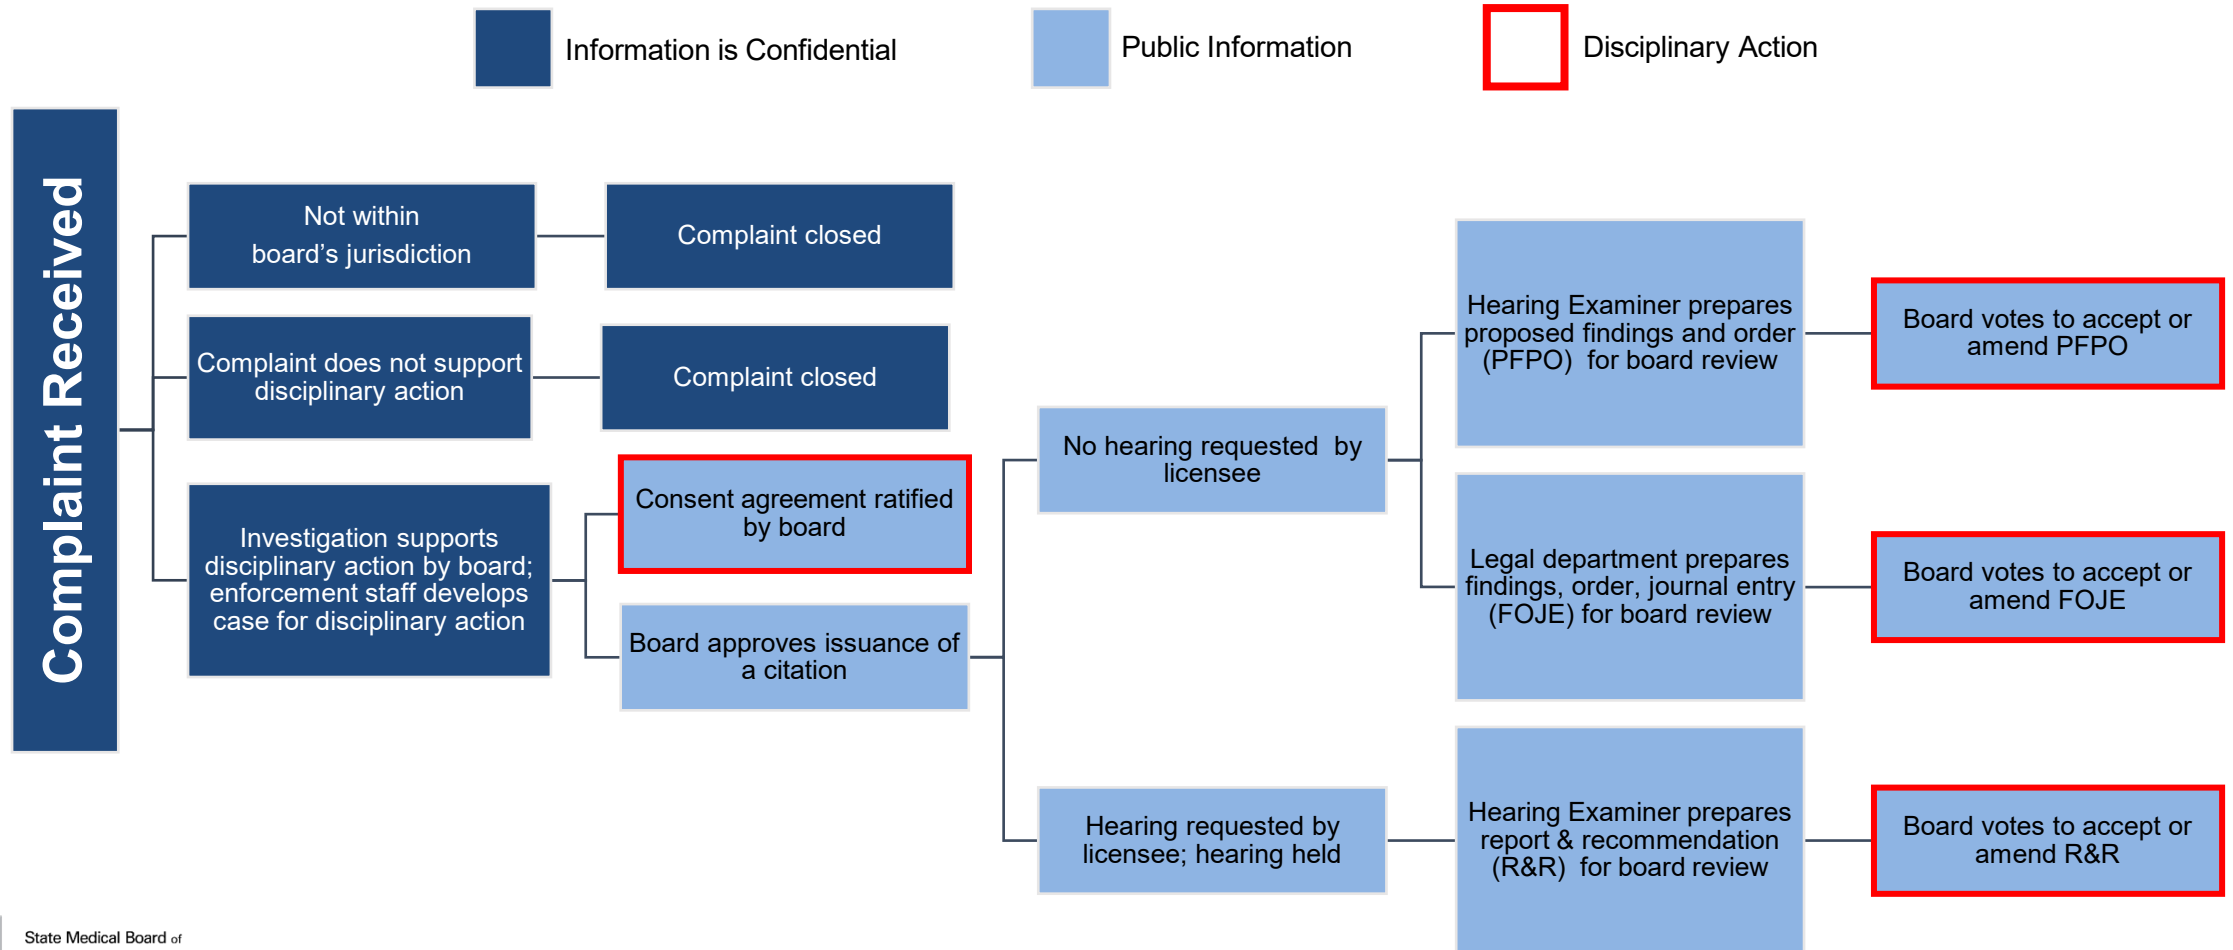 Information is Confidential
Public Information
Disciplinary Action
Complaint Received
Not within
board’s jurisdiction
Complaint closed
Complaint does not support
disciplinary action
Complaint closed
Investigation supports
disciplinary action by board;
enforcement staff develops
case for disciplinary action
Consent agreement ratified
by board
Board approves issuance of
a citation
No hearing requested by
licensee
Hearing requested by
licensee; hearing held
Hearing Examiner prepares
proposed findings and order
(PFPO) for board review
Board votes to accept or
amend PFPO
Legal department prepares
findings, order, journal entry
(FOJE) for board review
Board votes to accept or
amend FOJE
Hearing Examiner prepares
report & recommendation
(R&R) for board review
Board votes to accept or
amend R&R
State Medical Board of